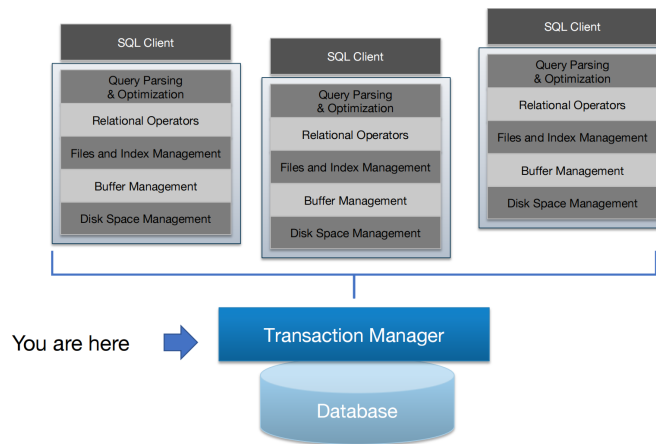 SQL Client
Query Parsing
& Optimization
Relational Operators
Files and Index Management
Buffer Management
Disk Space Management
SQL Client
Query Parsing
& Optimization
Relational Operators
Files and Index Management
Buffer Management
Disk Space Management
SQL Client
Query Parsing
& Optimization
Relational Operators
Files and Index Management
Buffer Management
Disk Space Management
You are here
Transaction Manager
Database